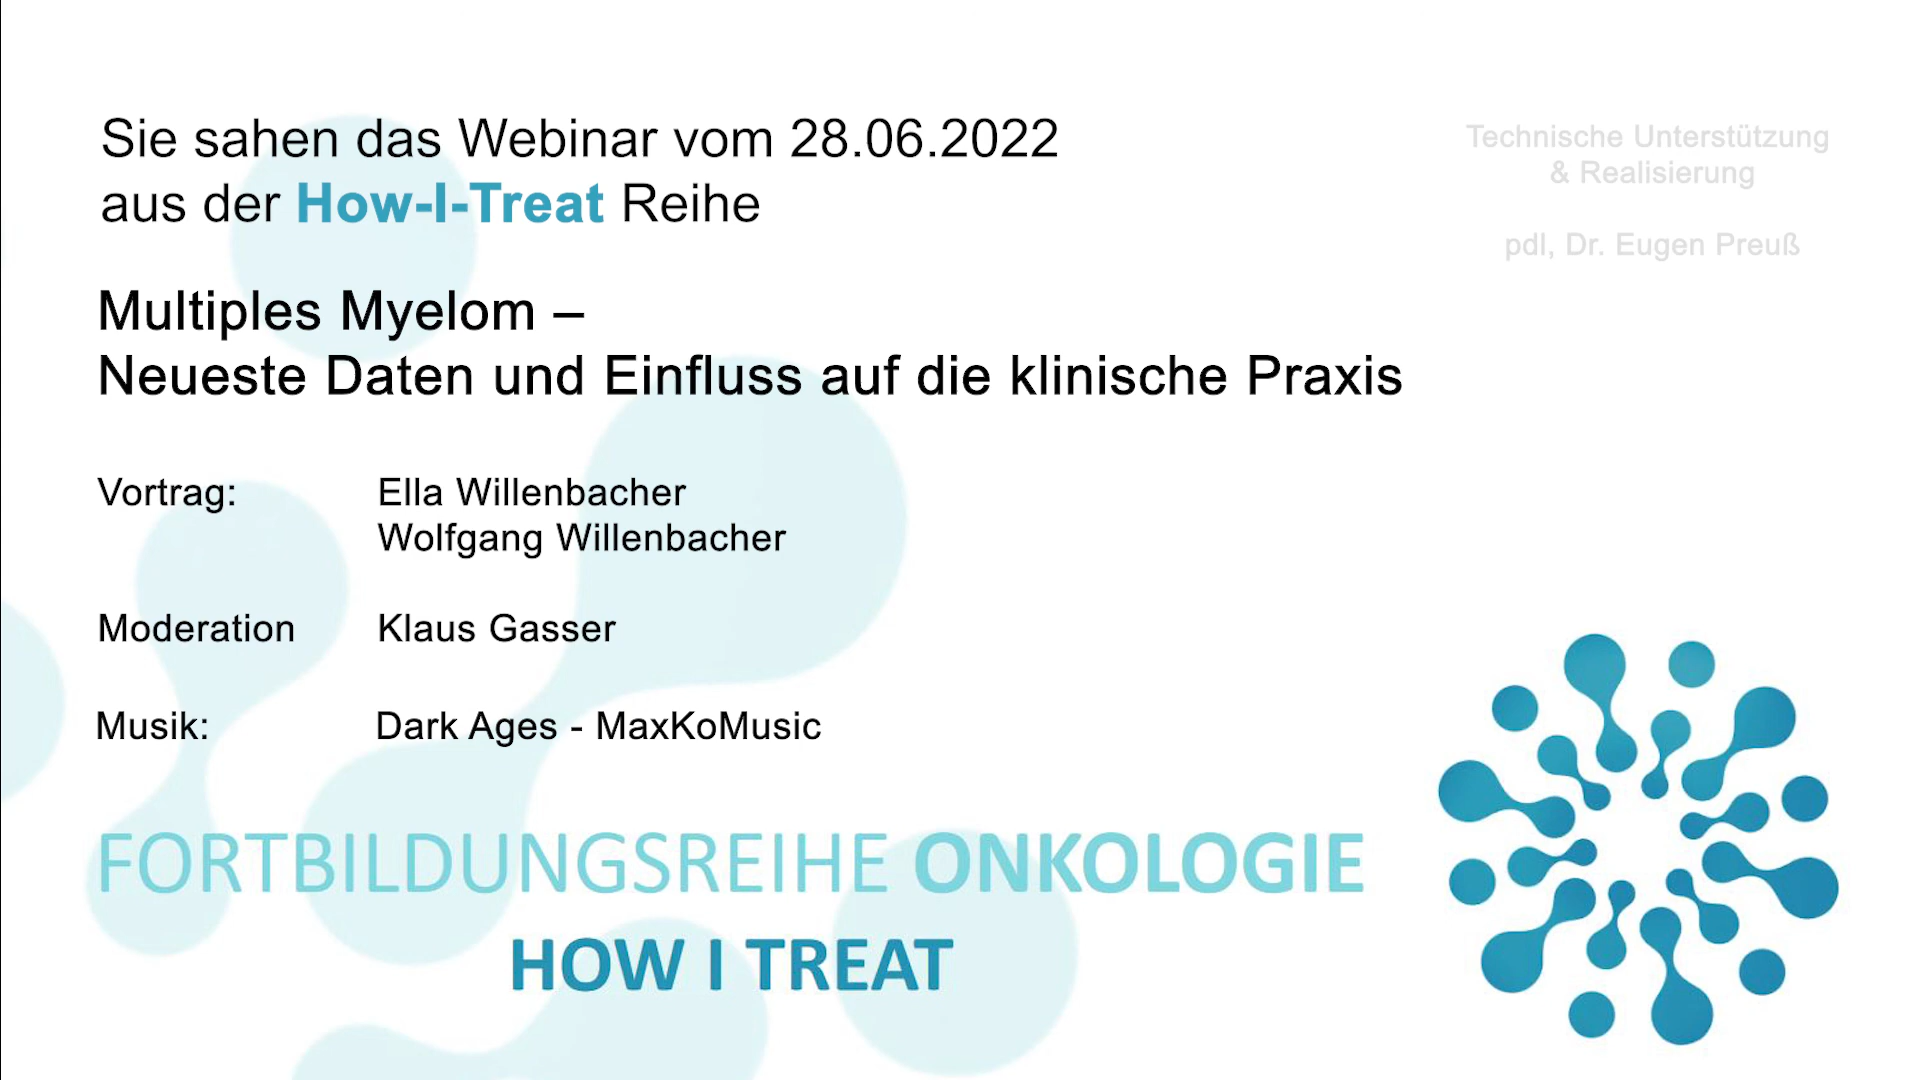 Sie sahen das Webinar vom 28.06.2022
aus der How-I-Treat Reihe
Technische Unterstützung
& Realisierung
pdl, Dr. Eugen Preuß
Multiples Myelom –
Neueste Daten und Einfluss auf die klinische Praxis
Vortrag: Ella Willenbacher
Wolfgang Willenbacher
Moderation Klaus Gasser
Musik: Dark Ages - MaxKoMusic
FORTBILDUNGSREIHE ONKOLOGIE
HOW I TREAT